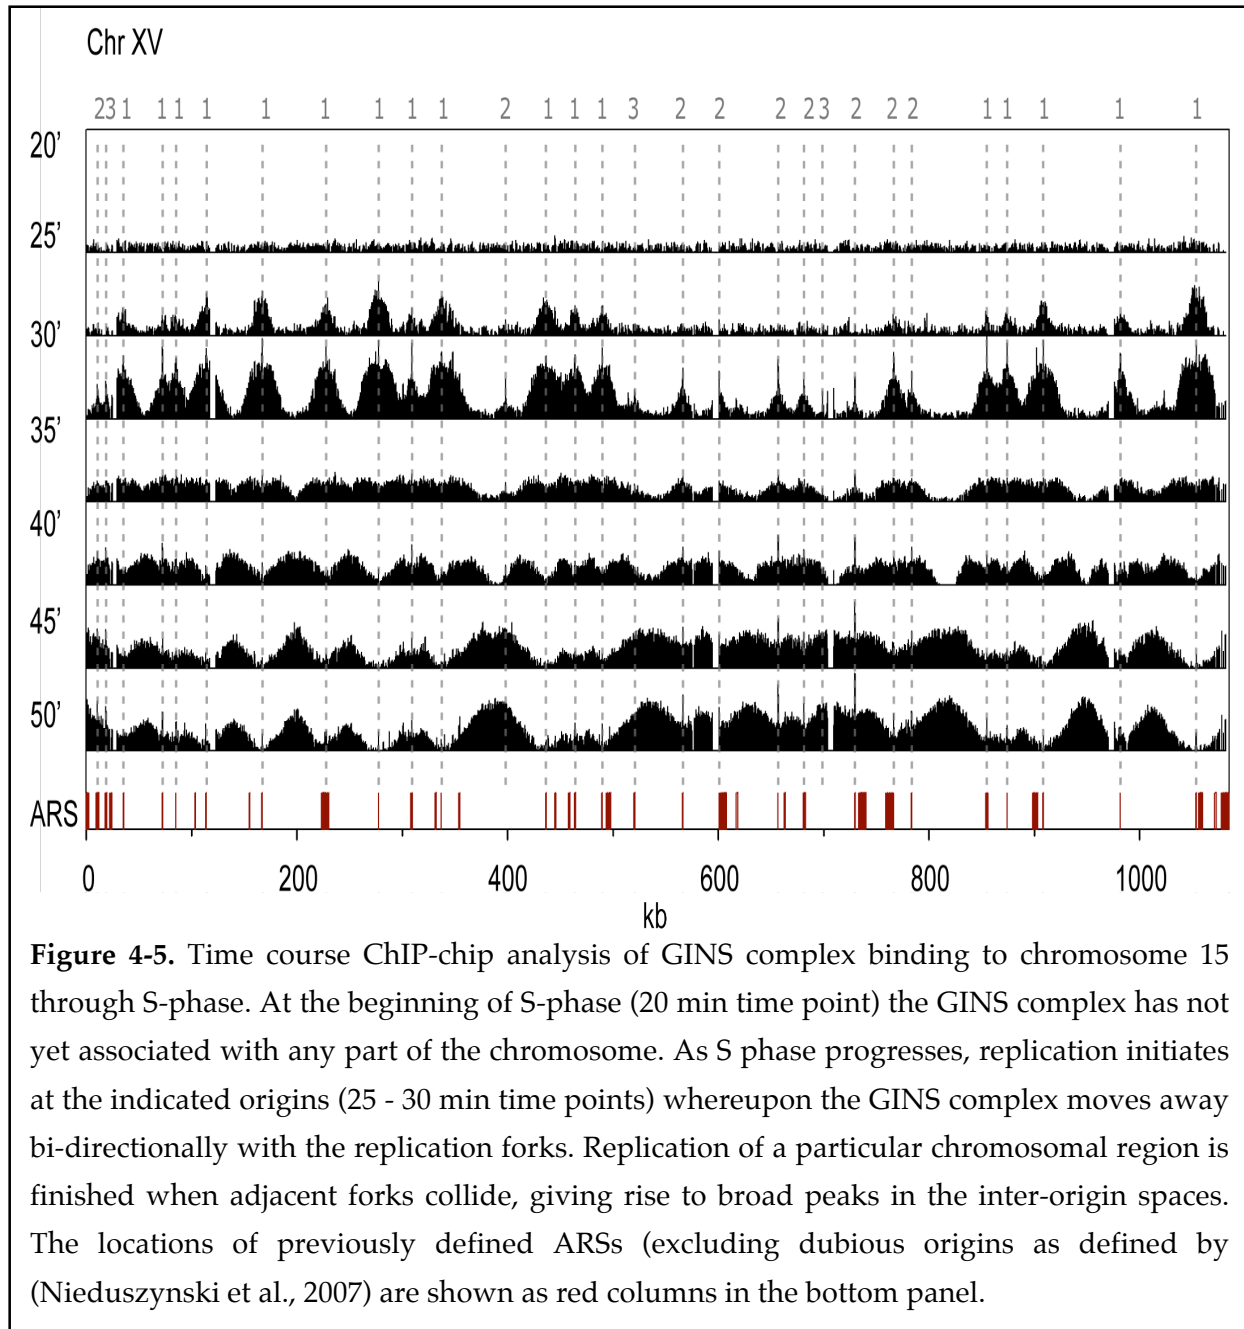 Chr XV
2 3 1 1 1 1 1 1 1 1 1 2 1 1 1 3 2 2 2 2 3 2 2 2 1 1 1 1 1
20’
25’
30’
35’
40’
45’
50’
ARS
0 200 400 600 800 1000
kb
Figure 4-5. Time course ChIP-chip analysis of GINS complex binding to chromosome 15
through S-phase. At the beginning of S-phase (20 min time point) the GINS complex has not
yet associated with any part of the chromosome. As S phase progresses, replication initiates
at the indicated origins (25 - 30 min time points) whereupon the GINS complex moves away
bi-directionally with the replication forks. Replication of a particular chromosomal region is
finished when adjacent forks collide, giving rise to broad peaks in the inter-origin spaces.
The locations of previously defined ARSs (excluding dubious origins as defined by
(Nieduszynski et al., 2007) are shown as red columns in the bottom panel.